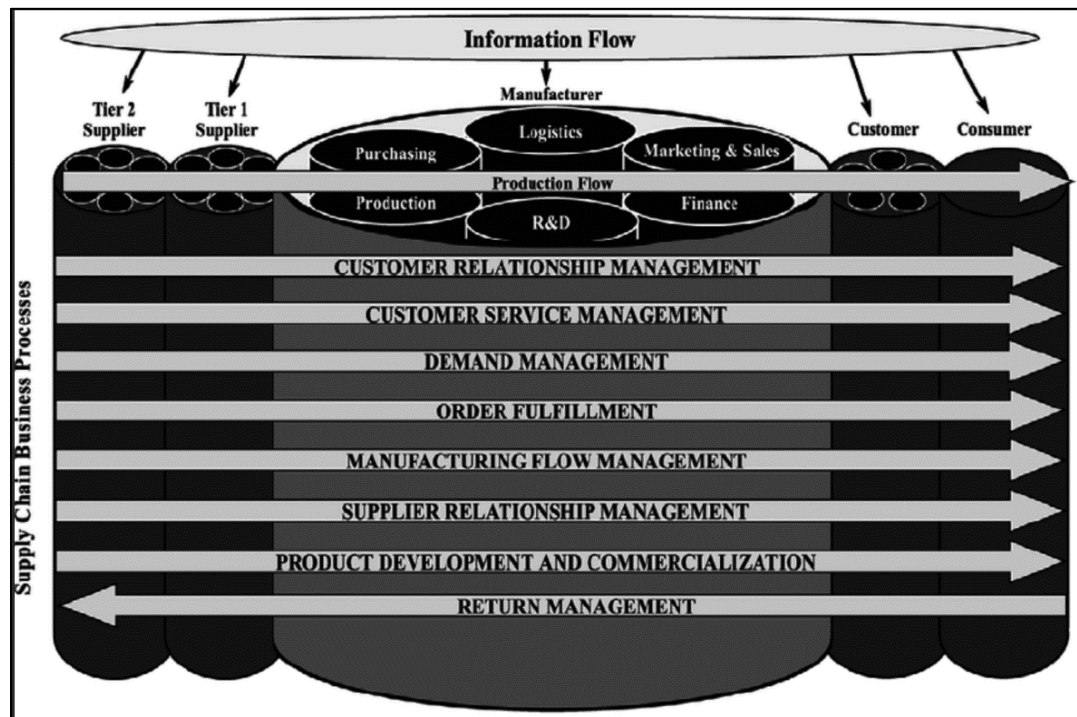 Information Flow
Tier 2
Supplier
Tier 1
Supplier
Manufacturer
Customer
Consumer
Logistics
Purchasing
Marketing & Sales
Production Flow
Production
Finance
R&D
Supply Chain Business Processes
CUSTOMER RELATIONSHIP MANAGEMENT
CUSTOMER SERVICE MANAGEMENT
DEMAND MANAGEMENT
ORDER FULFILLMENT
MANUFACTURING FLOW MANAGEMENT
SUPPLIER RELATIONSHIP MANAGEMENT
PRODUCT DEVELOPMENT AND COMMERCIALIZATION
RETURN MANAGEMENT